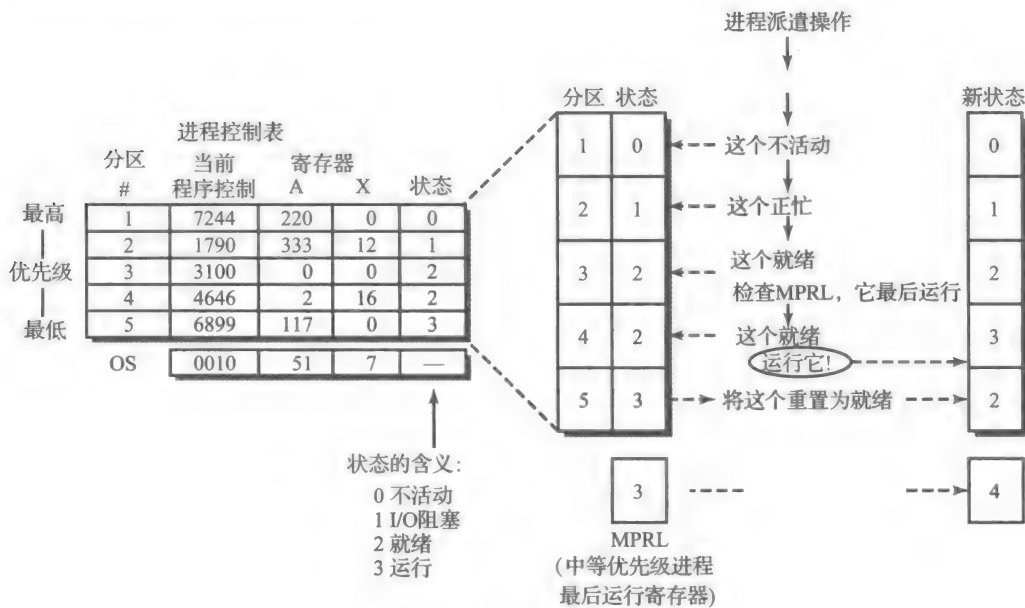 进程派遣操作
进程控制表
分区 当前 寄存器
# 程序控制 A X 状态
最高 1 7244 220 0 0
2 1790 333 12 1
优先级 3 3100 0 0 2
4 4646 2 16 2
最低 5 6899 117 0 3
OS 0010 51 7 —
状态的含义:
0 不活动
1 I/O阻塞
2 就绪
3 运行
分区 状态 新状态
1 0 这个不活动 0
2 1 这个正忙 1
3 2 这个就绪 2
检查MPRL，它最后运行
4 2 这个就绪 3
运行它!
5 3 将这个重置为就绪 2
3 4
MPRL
(中等优先级进程
最后运行寄存器)